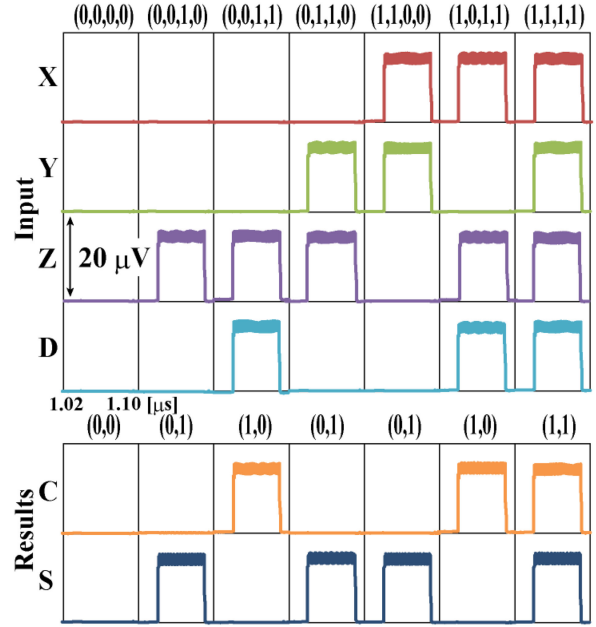 (0,0,0,0) (0,0,1,0) (0,0,1,1) (0,1,1,0) (1,1,0,0) (1,0,1,1) (1,1,1,1)
X
Y
Input
Z
20 μV
D
1.02 1.10 [μs]
(0,0) (0,1) (1,0) (0,1) (0,1) (1,0) (1,1)
C
Results
S